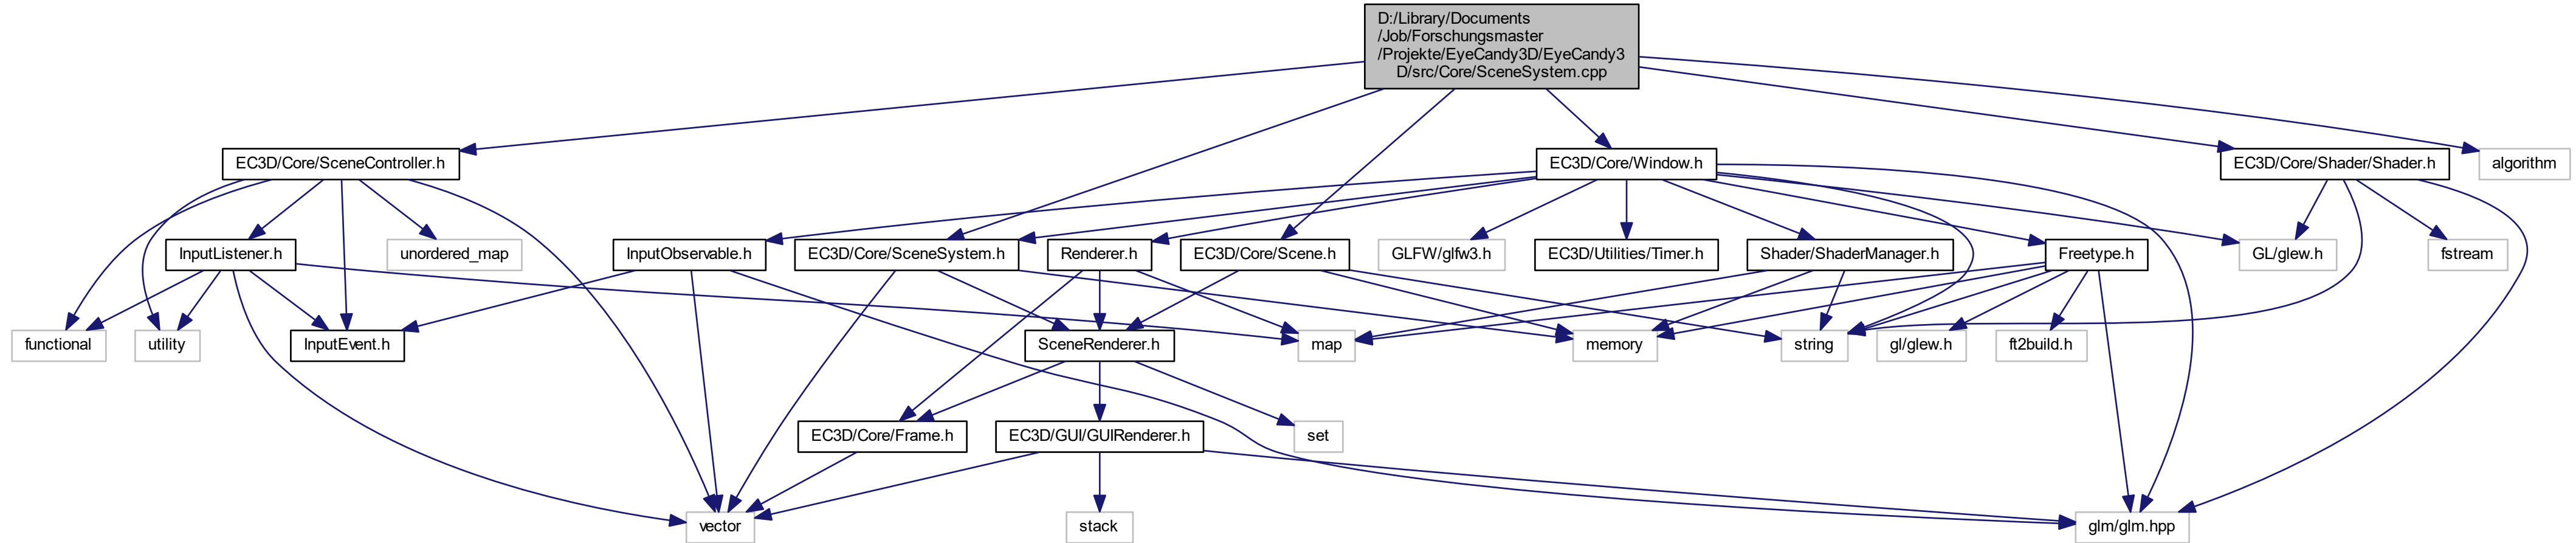 D:/Library/Documents
/Job/Forschungsmaster
/Projekte/EyeCandy3D/EyeCandy3
D/src/Core/SceneSystem.cpp
EC3D/Core/SceneController.h
EC3D/Core/Window.h
EC3D/Core/Shader/Shader.h
algorithm
InputListener.h
unordered_map
InputObservable.h
EC3D/Core/SceneSystem.h
Renderer.h
EC3D/Core/Scene.h
GLFW/glfw3.h
EC3D/Utilities/Timer.h
Shader/ShaderManager.h
Freetype.h
GL/glew.h
fstream
functional
utility
InputEvent.h
map
SceneRenderer.h
memory
string
gl/glew.h
ft2build.h
EC3D/Core/Frame.h
EC3D/GUI/GUIRenderer.h
set
vector
stack
glm/glm.hpp